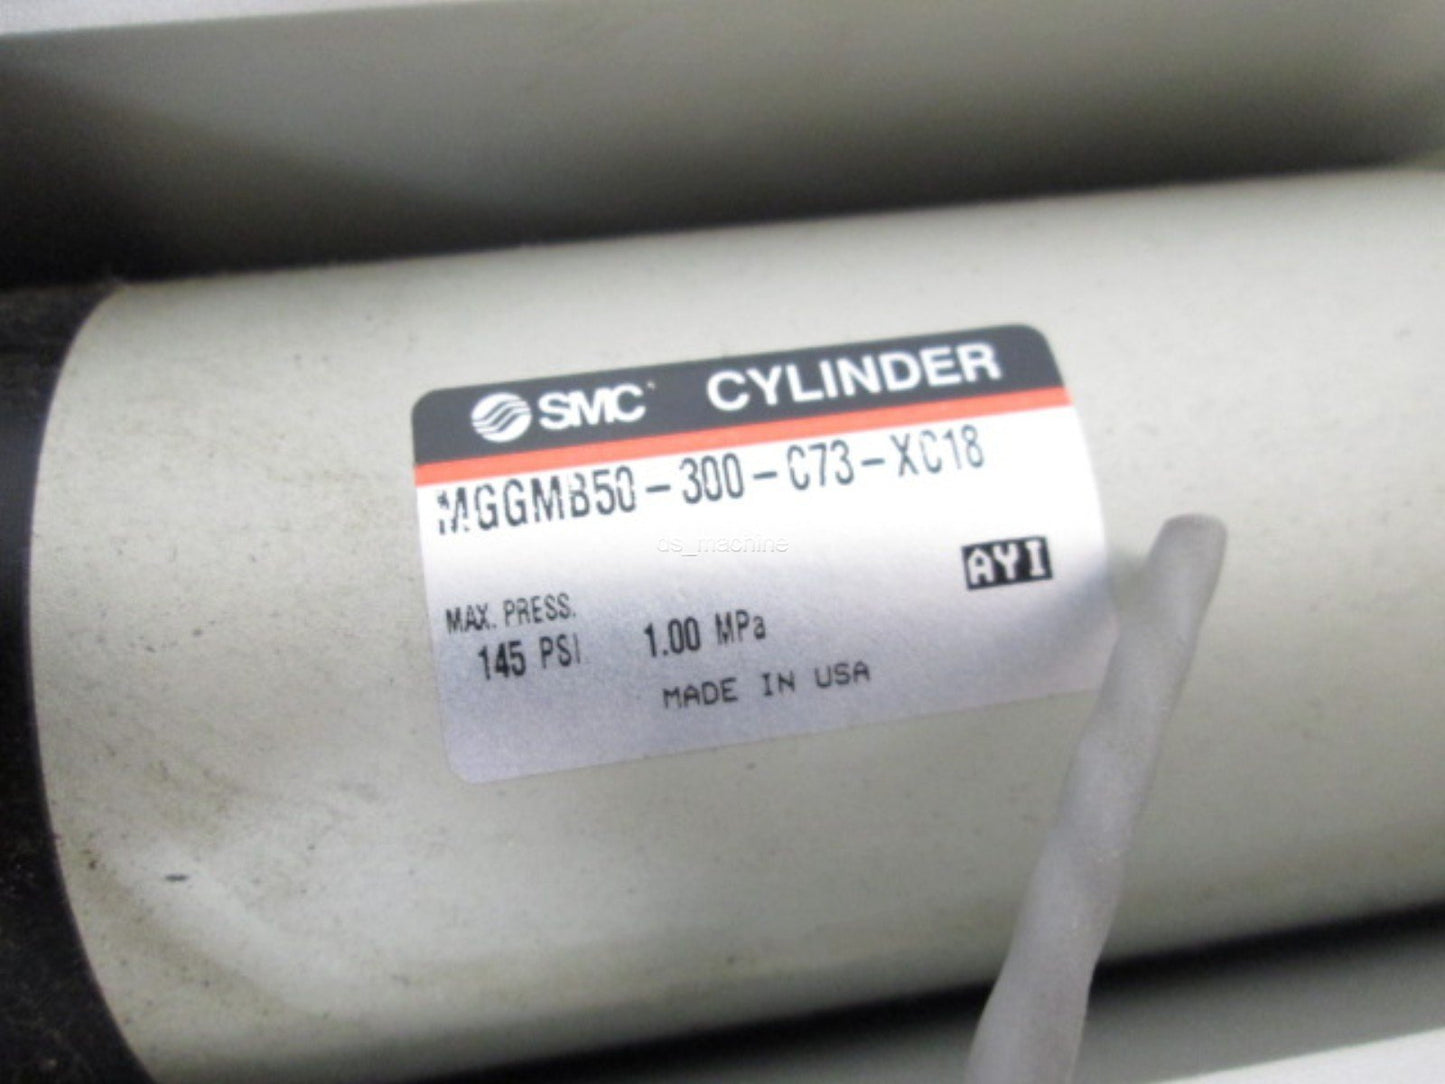 SMC CYLINDER
MGGMB50-300-C73-XC18
ds_machine
AYI
MAX. PRESS.
145 PSI 1.00 MPa
MADE IN USA